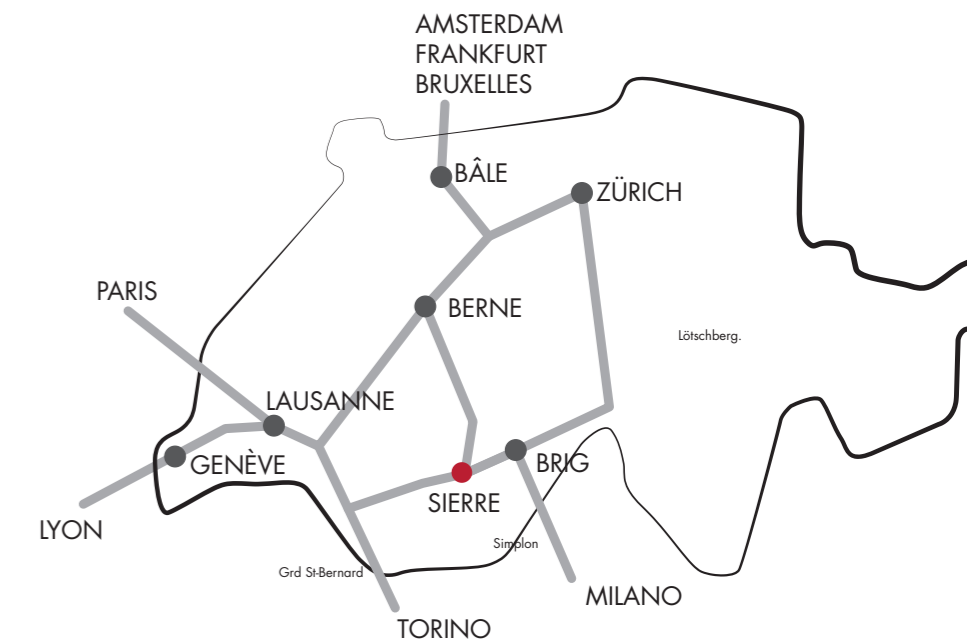 AMSTERDAM
FRANKFURT
BRUXELLES
BÂLE
ZÜRICH
PARIS
BERNE
Lötschberg.
LAUSANNE
GENÈVE
BRIG
SIERRE
LYON
Simplon
Grd St-Bernard
MILANO
TORINO